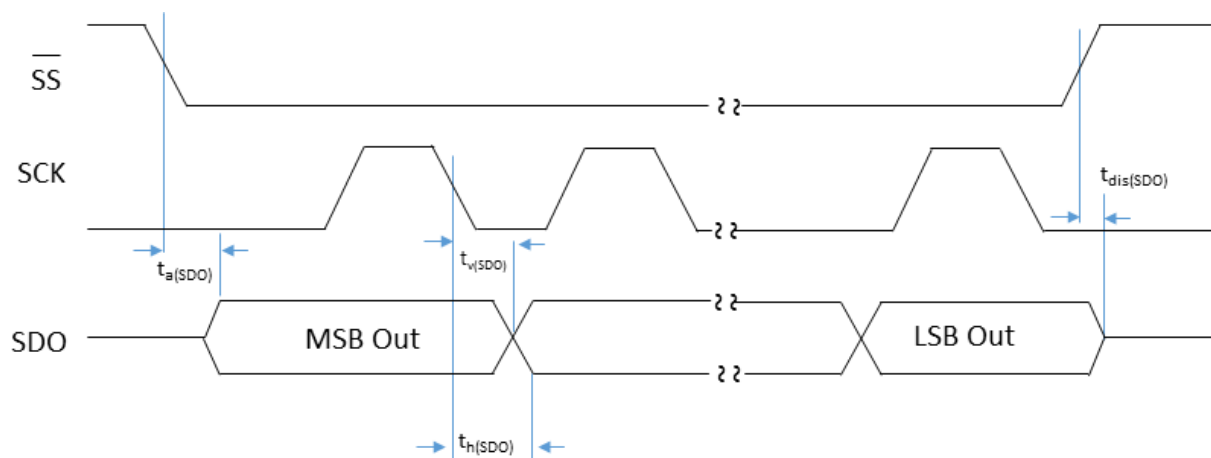 SS
SCK
t_dis(SDO)
t_a(SDO)
t_v(SDO)
SDO
MSB Out
LSB Out
t_h(SDO)